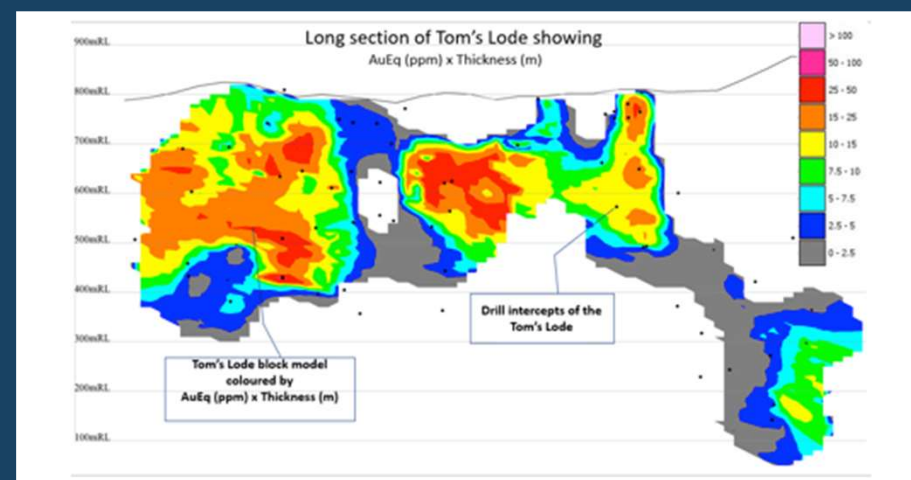 Long section of Tom's Lode showing
AuEq (ppm) x Thickness (m)
900mRL
800mRL
700mRL
600mRL
500mRL
400mRL
300mRL
200mRL
100mRL
> 100
50 - 100
25 - 50
15 - 25
10 - 15
7.5 - 10
5 - 7.5
2.5 - 5
0 - 2.5
Drill intercepts of the
Tom's Lode
Tom's Lode block model
coloured by
AuEq (ppm) x Thickness (m)